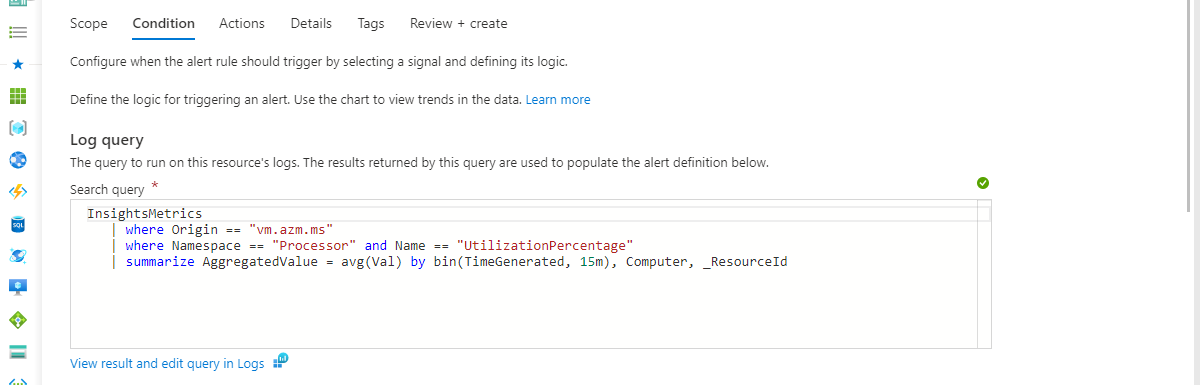 Scope Condition Actions Details Tags Review + create
Configure when the alert rule should trigger by selecting a signal and defining its logic.
Define the logic for triggering an alert. Use the chart to view trends in the data. Learn more
Log query
The query to run on this resource's logs. The results returned by this query are used to populate the alert definition below.
Search query *
InsightsMetrics
| where Origin == "vm.azm.ms"
| where Namespace == "Processor" and Name == "UtilizationPercentage"
| summarize AggregatedValue = avg(Val) by bin(TimeGenerated, 15m), Computer, _ResourceId
SQL
View result and edit query in Logs